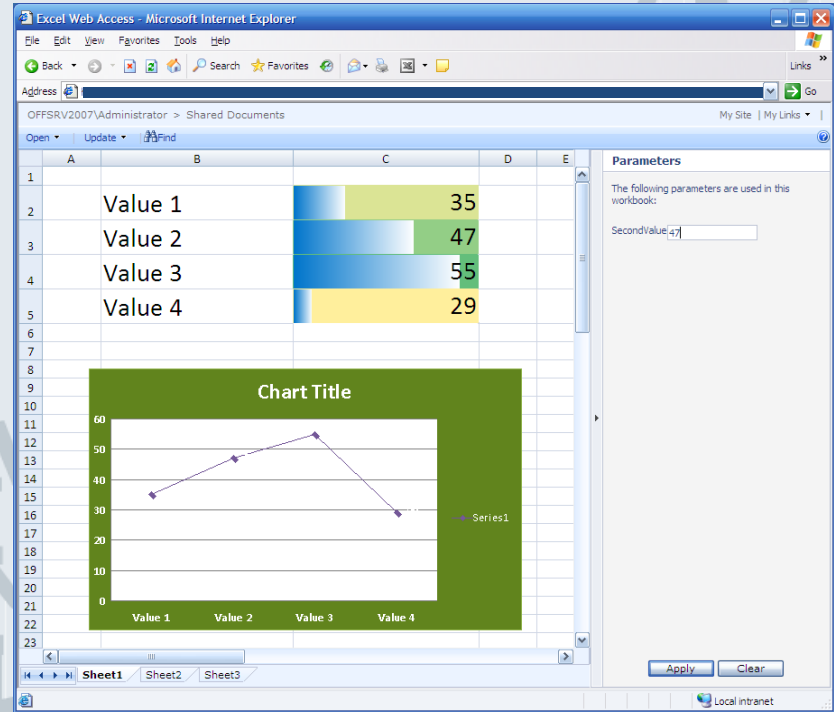 Excel Web Access - Microsoft Internet Explorer
File Edit View Favorites Tools Help
Back Search Favorites Links »
Address Go
OFFSRV2007\Administrator > Shared Documents My Site | My Links |
Open Update Find
A B C D E
Parameters
The following parameters are used in this
workbook:
SecondValue 47
1
2 Value 1 35
3 Value 2 47
4 Value 3 55
5 Value 4 29
6
7
8
9
10
11
12
13
14
15
16
17
18
19
20
21
22
23
Chart Title
60
50
40
30
20
10
0
Value 1 Value 2 Value 3 Value 4
Series1
Apply Clear
Sheet1 Sheet2 Sheet3
Local intranet